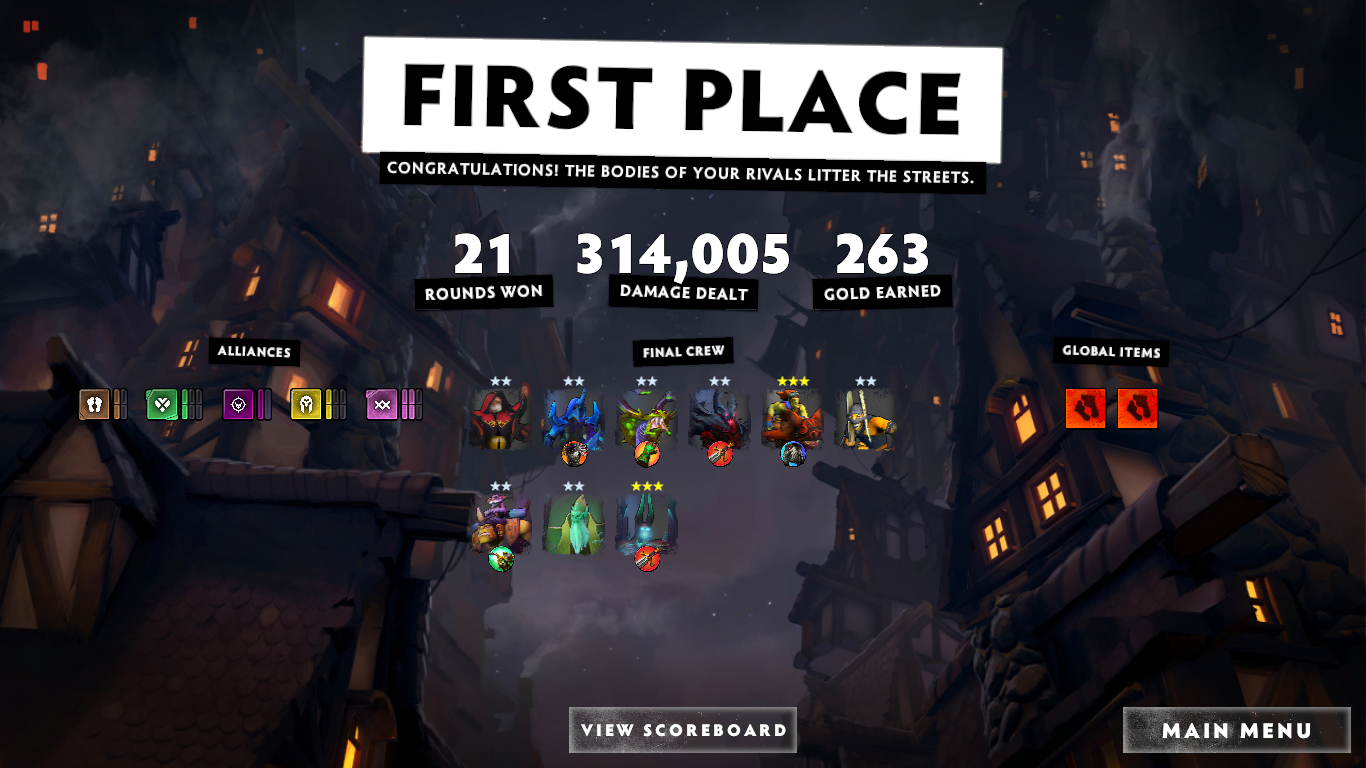 FIRST PLACE
CONGRATULATIONS! THE BODIES OF YOUR RIVALS LITTER THE STREETS.
21 314,005 263
ROUNDS WON DAMAGE DEALT GOLD EARNED
ALLIANCES FINAL CREW GLOBAL ITEMS
VIEW SCOREBOARD MAIN MENU